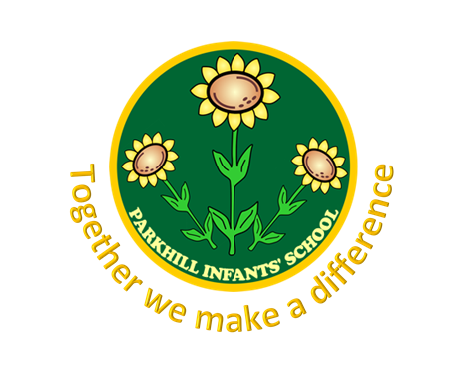 PARKHILL INFANTS' SCHOOL
Together we make a difference